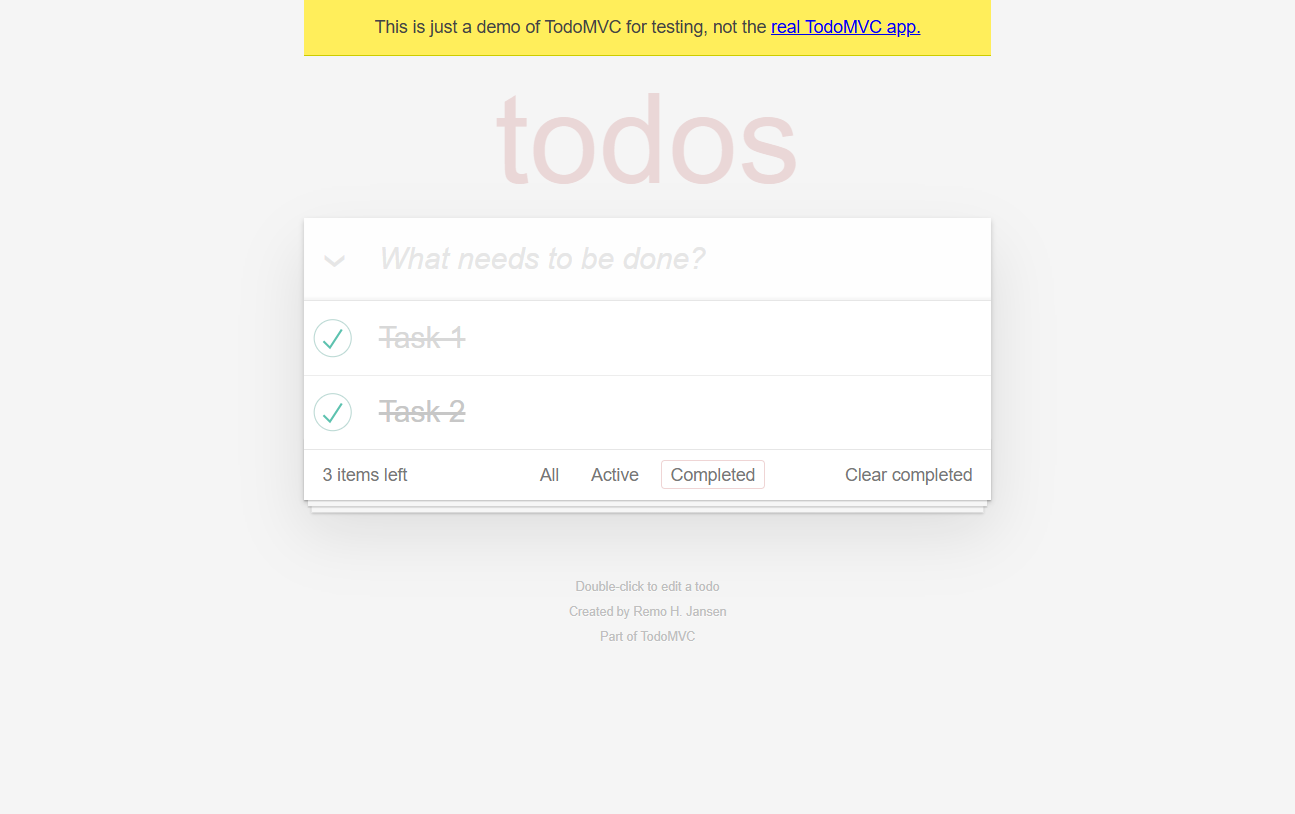 This is just a demo of TodoMVC for testing, not the real TodoMVC app.
todos
What needs to be done?
Task 1
Task 2
3 items left All Active Completed Clear completed
Double-click to edit a todo
Created by Remo H. Jansen
Part of TodoMVC